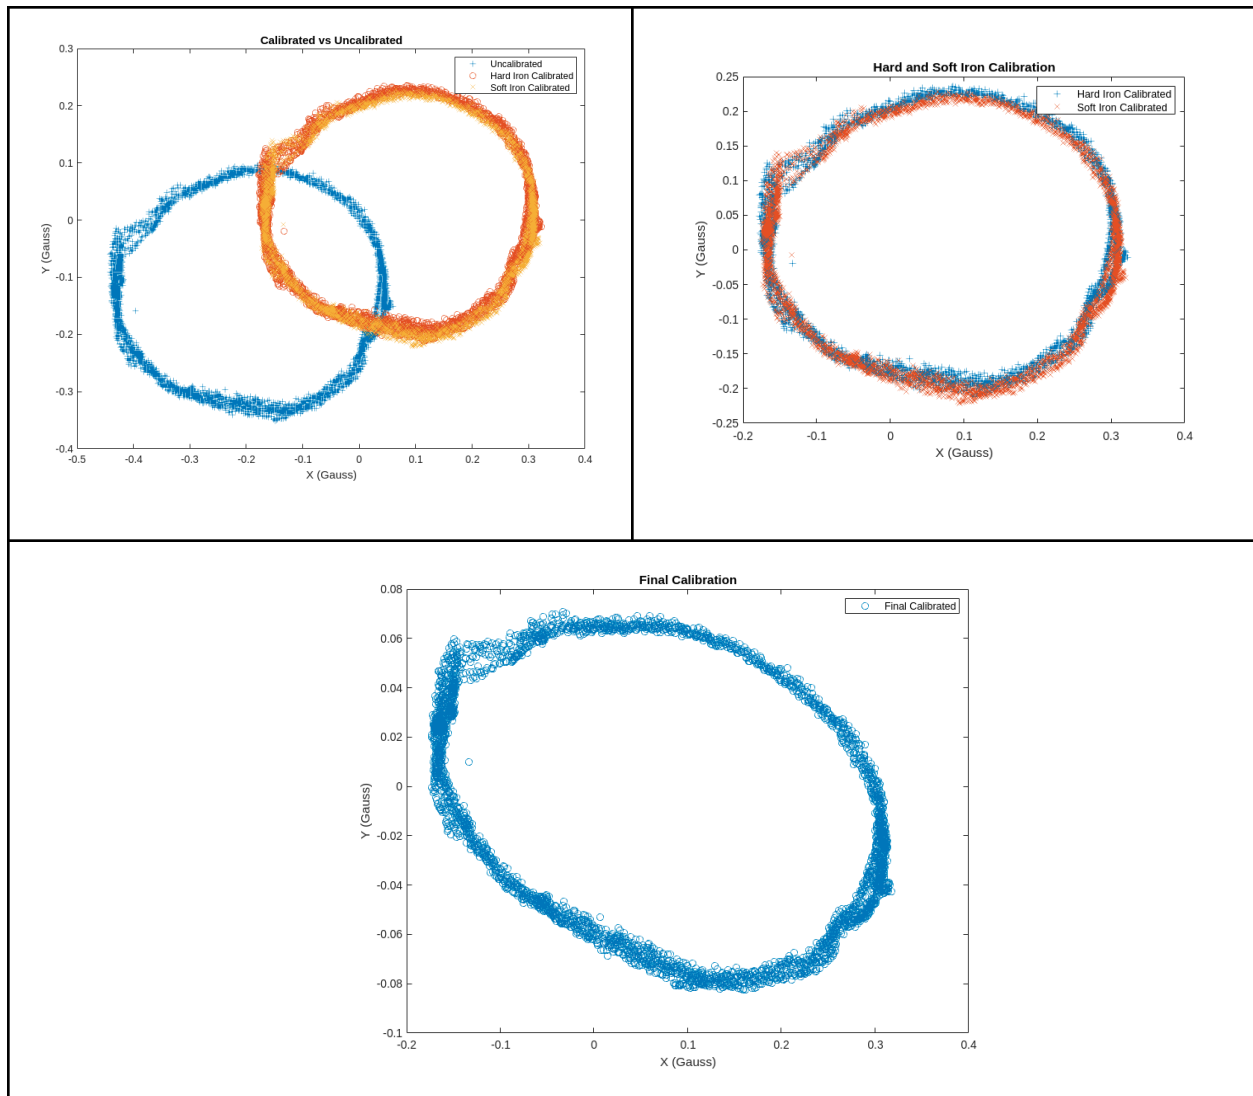 Calibrated vs Uncalibrated
Uncalibrated
Hard Iron Calibrated
Soft Iron Calibrated
0.3
0.2
0.1
0
-0.1
-0.2
-0.3
-0.4
Y (Gauss)
-0.5 -0.4 -0.3 -0.2 -0.1 0 0.1 0.2 0.3 0.4
X (Gauss)
Hard and Soft Iron Calibration
Hard Iron Calibrated
Soft Iron Calibrated
0.25
0.2
0.15
0.1
0.05
0
-0.05
-0.1
-0.15
-0.2
-0.25
Y (Gauss)
-0.2 -0.1 0 0.1 0.2 0.3 0.4
X (Gauss)
Final Calibration
Final Calibrated
0.08
0.06
0.04
0.02
0
-0.02
-0.04
-0.06
-0.08
-0.1
Y (Gauss)
-0.2 -0.1 0 0.1 0.2 0.3 0.4
X (Gauss)